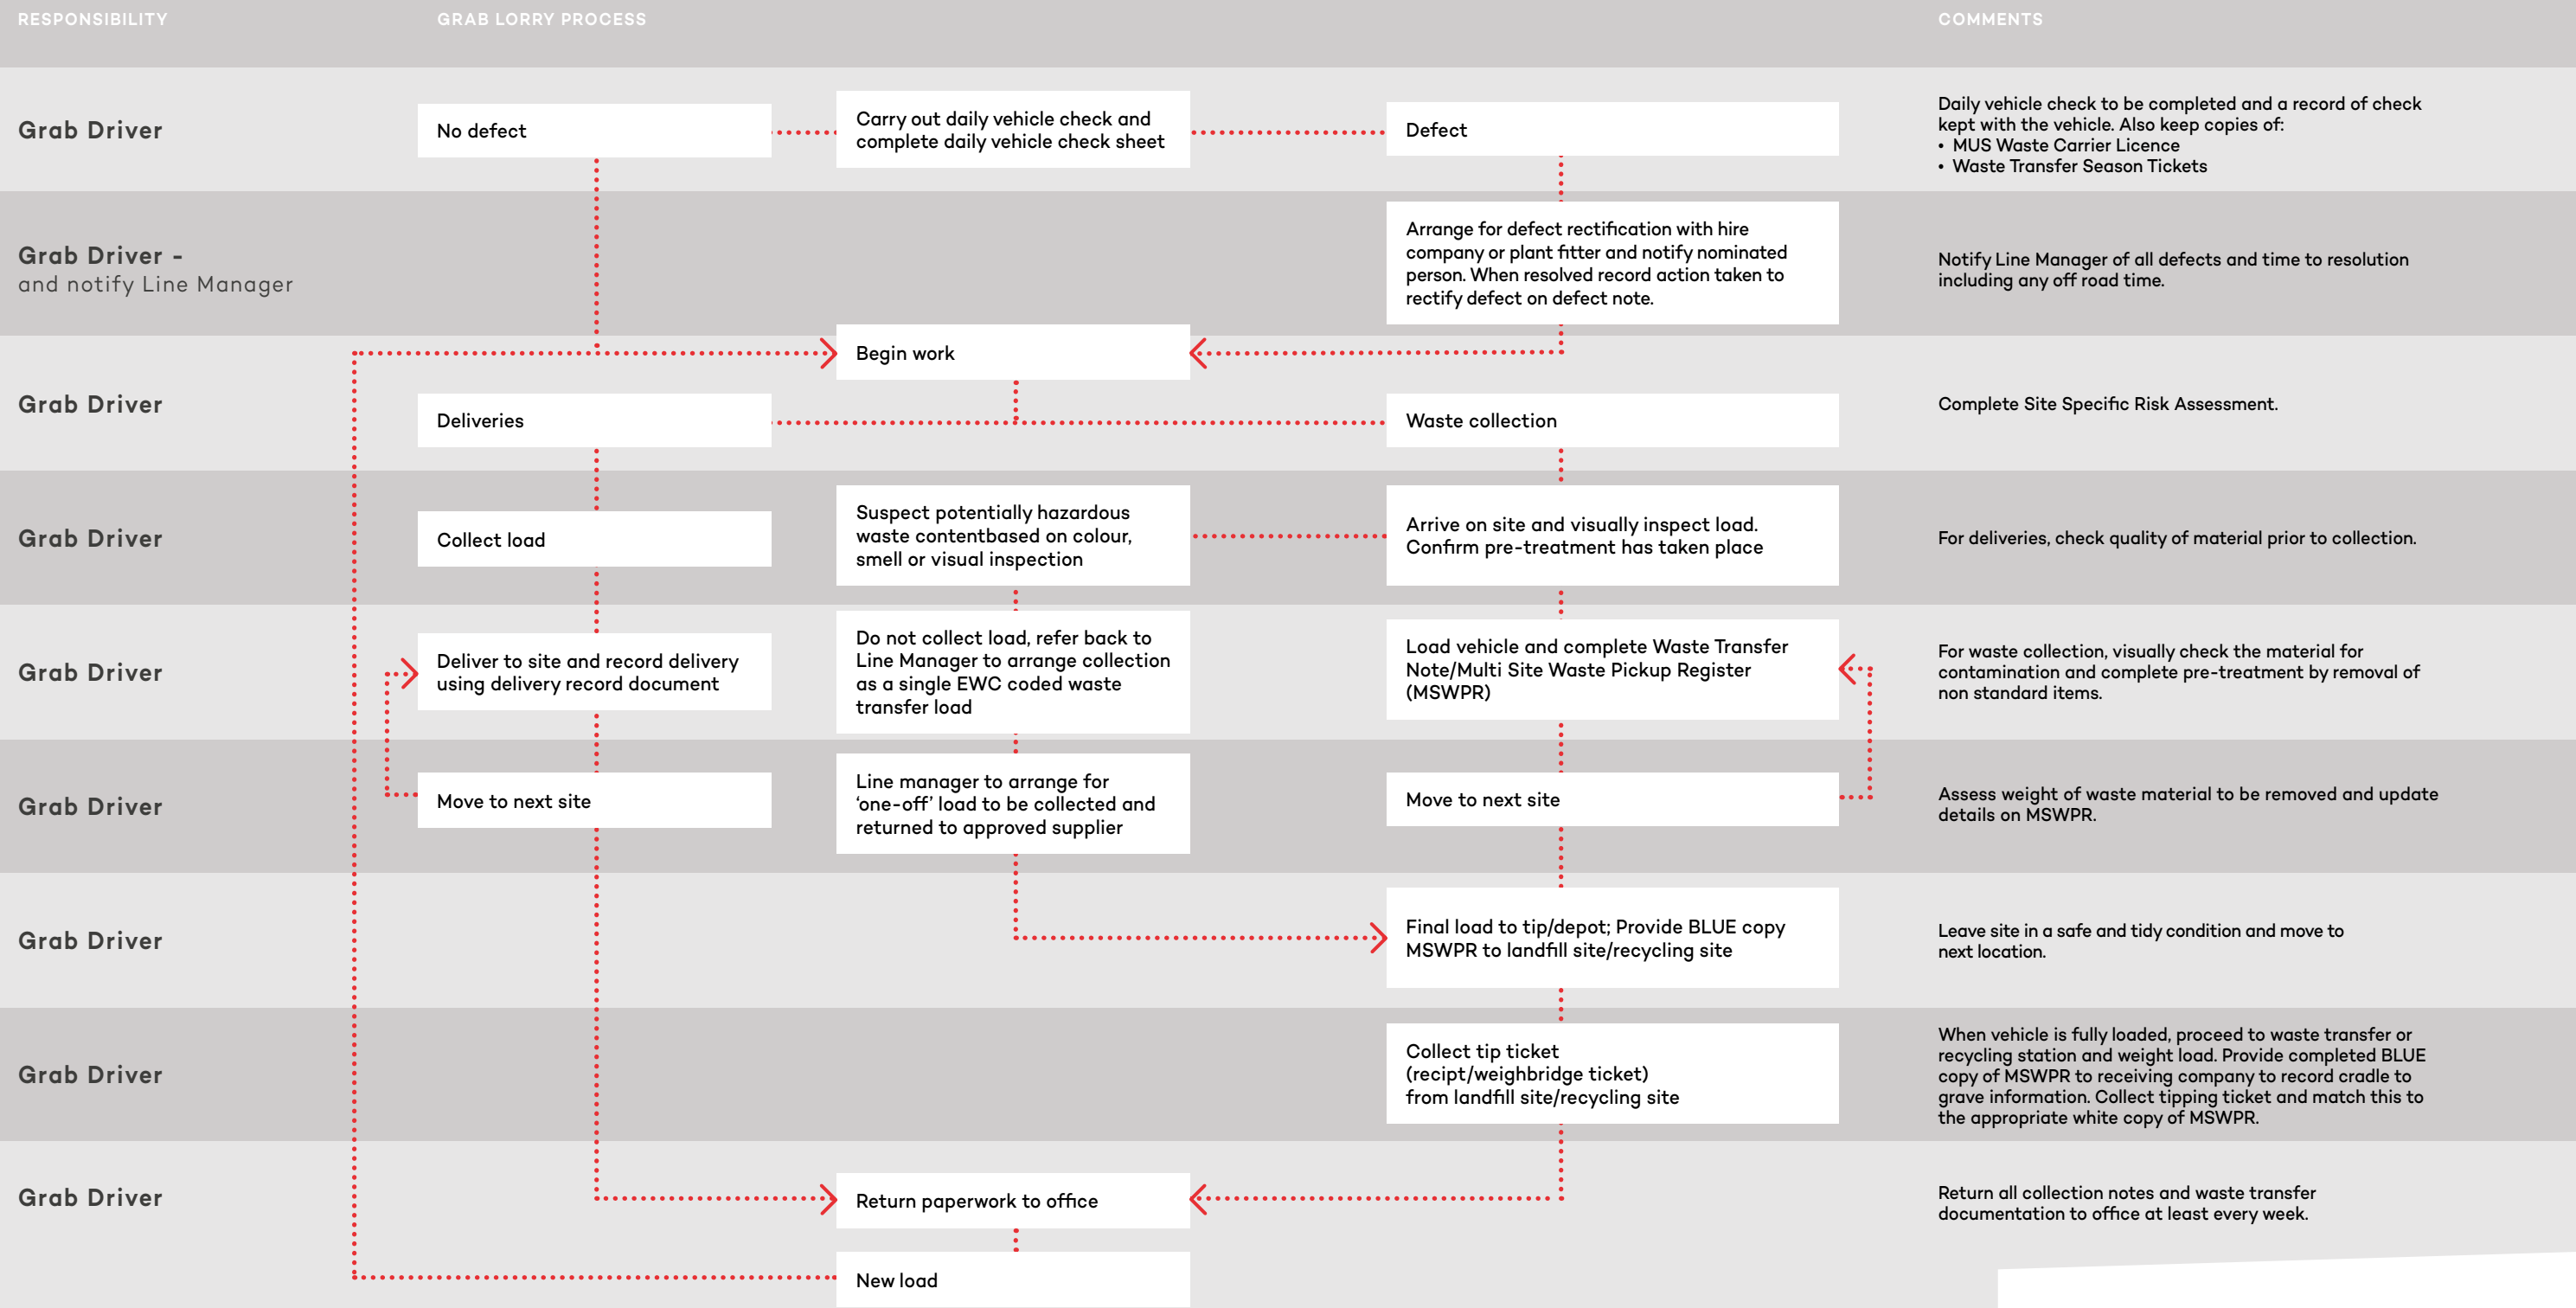 RESPONSIBILITY
GRAB LORRY PROCESS
COMMENTS
Grab Driver
No defect
Carry out daily vehicle check and
complete daily vehicle check sheet
Defect
Daily vehicle check to be completed and a record of check
kept with the vehicle. Also keep copies of:
• MUS Waste Carrier Licence
• Waste Transfer Season Tickets
Grab Driver -
and notify Line Manager
Arrange for defect rectification with hire
company or plant fitter and notify nominated
person. When resolved record action taken to
rectify defect on defect note.
Notify Line Manager of all defects and time to resolution
including any off road time.
Begin work
Grab Driver
Deliveries
Waste collection
Complete Site Specific Risk Assessment.
Grab Driver
Collect load
Suspect potentially hazardous
waste contentbased on colour,
smell or visual inspection
Arrive on site and visually inspect load.
Confirm pre-treatment has taken place
For deliveries, check quality of material prior to collection.
Grab Driver
Deliver to site and record delivery
using delivery record document
Do not collect load, refer back to
Line Manager to arrange collection
as a single EWC coded waste
transfer load
Load vehicle and complete Waste Transfer
Note/Multi Site Waste Pickup Register
(MSWPR)
For waste collection, visually check the material for
contamination and complete pre-treatment by removal of
non standard items.
Grab Driver
Move to next site
Line manager to arrange for
‘one-off’ load to be collected and
returned to approved supplier
Move to next site
Assess weight of waste material to be removed and update
details on MSWPR.
Grab Driver
Final load to tip/depot; Provide BLUE copy
MSWPR to landfill site/recycling site
Leave site in a safe and tidy condition and move to
next location.
Grab Driver
Collect tip ticket
(recipt/weighbridge ticket)
from landfill site/recycling site
When vehicle is fully loaded, proceed to waste transfer or
recycling station and weight load. Provide completed BLUE
copy of MSWPR to receiving company to record cradle to
grave information. Collect tipping ticket and match this to
the appropriate white copy of MSWPR.
Grab Driver
Return paperwork to office
Return all collection notes and waste transfer
documentation to office at least every week.
New load